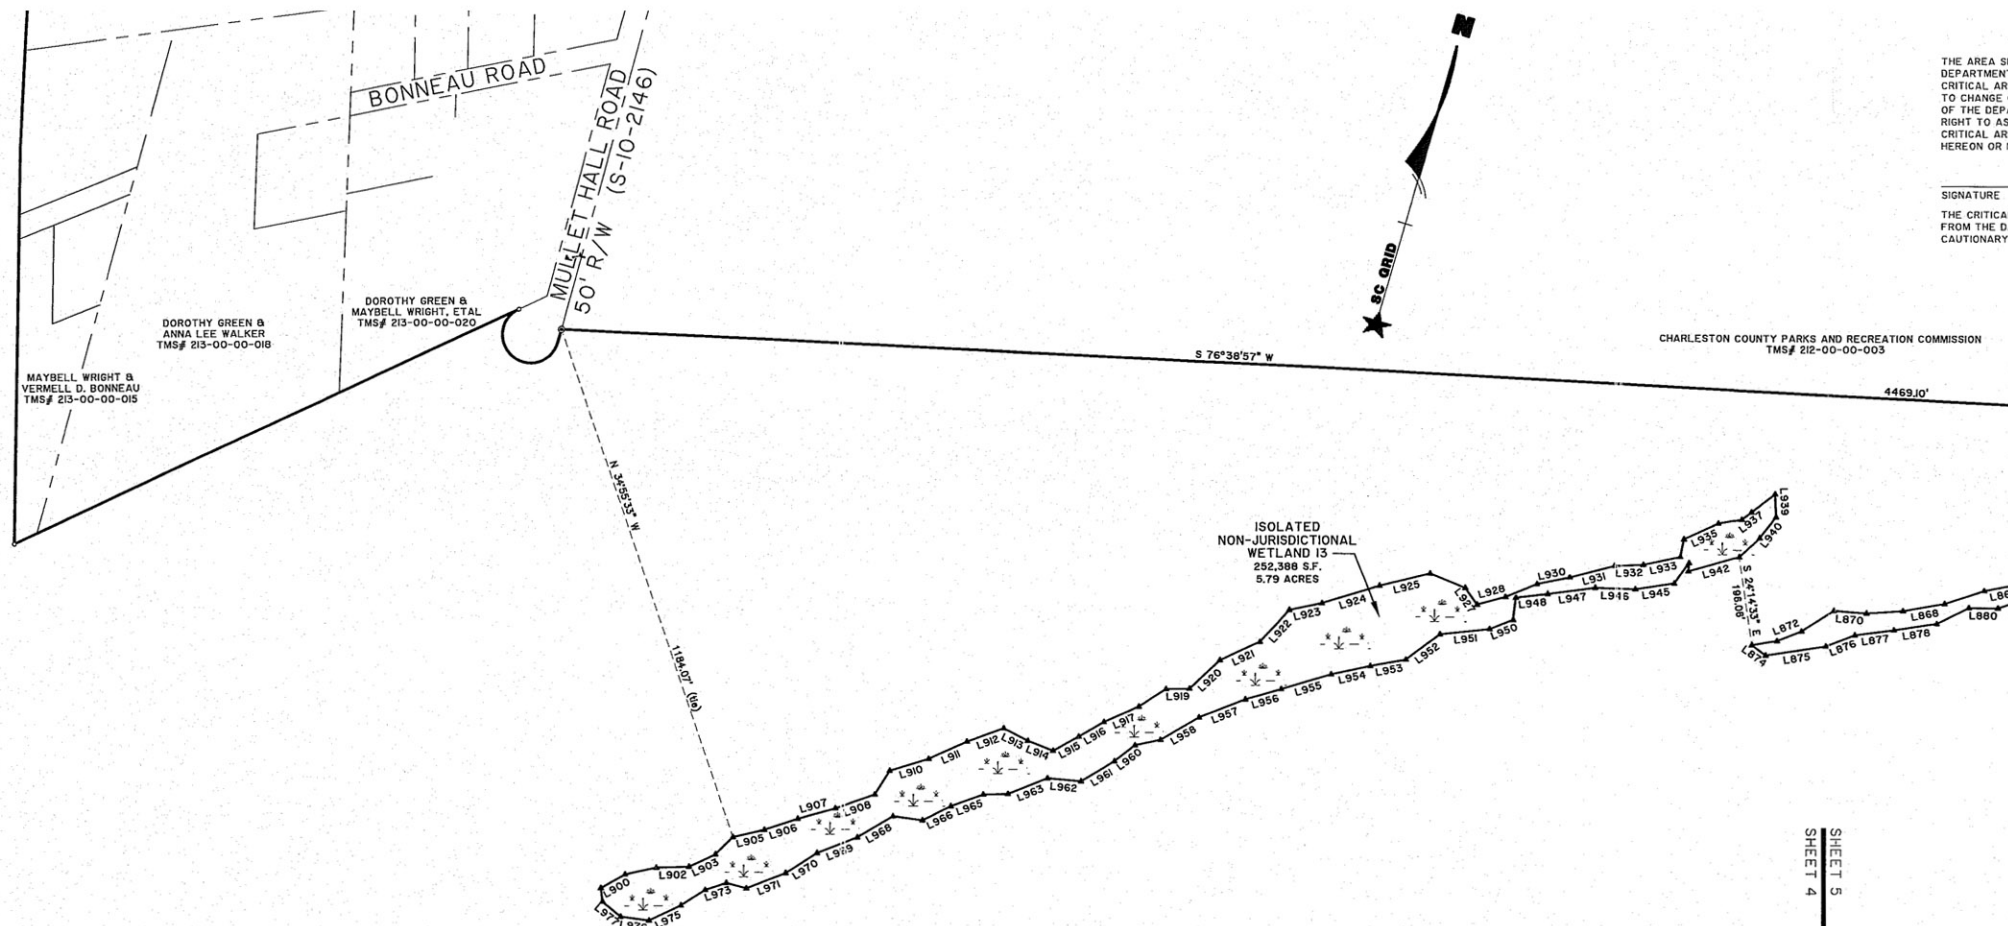 N
BONNEAU ROAD
MULLET HALL ROAD
(S-10-2146)
50' R/W
SC GRID
THE AREA
DEPARTMENT
CRITICAL AR
TO CHANGE
OF THE DEP
RIGHT TO AS
CRITICAL AR
HEREON OR
SIGNATURE
THE CRITICA
FROM THE D
CAUTIONARY
DOROTHY GREEN &
MAYBELL WRIGHT, ETAL
TMS# 213-00-00-020
DOROTHY GREEN &
ANNA LEE WALKER
TMS# 213-00-00-018
MAYBELL WRIGHT &
VERMELL D. BONNEAU
TMS# 213-00-00-015
CHARLESTON COUNTY PARKS AND RECREATION COMMISSION
TMS# 212-00-00-003
S 76°38'57" W
4469.10'
N 34°55'33" W
1184.07' (tie)
ISOLATED
NON-JURISDICTIONAL
WETLAND 13
252,388 S.F.
5.79 ACRES
S 24°14'33" E
198.08'
L900
L902
L903
L905
L906
L907
L908
L910
L911
L912
L913
L914
L915
L916
L917
L919
L920
L921
L922
L923
L924
L925
L927
L928
L930
L931
L932
L933
L935
L937
L939
L940
L942
L945
L946
L947
L948
L950
L951
L952
L953
L954
L955
L956
L957
L958
L960
L961
L962
L963
L965
L966
L968
L969
L970
L971
L973
L975
L977
L868
L870
L872
L874
L875
L876
L877
L878
L880
SHEET 5
SHEET 4